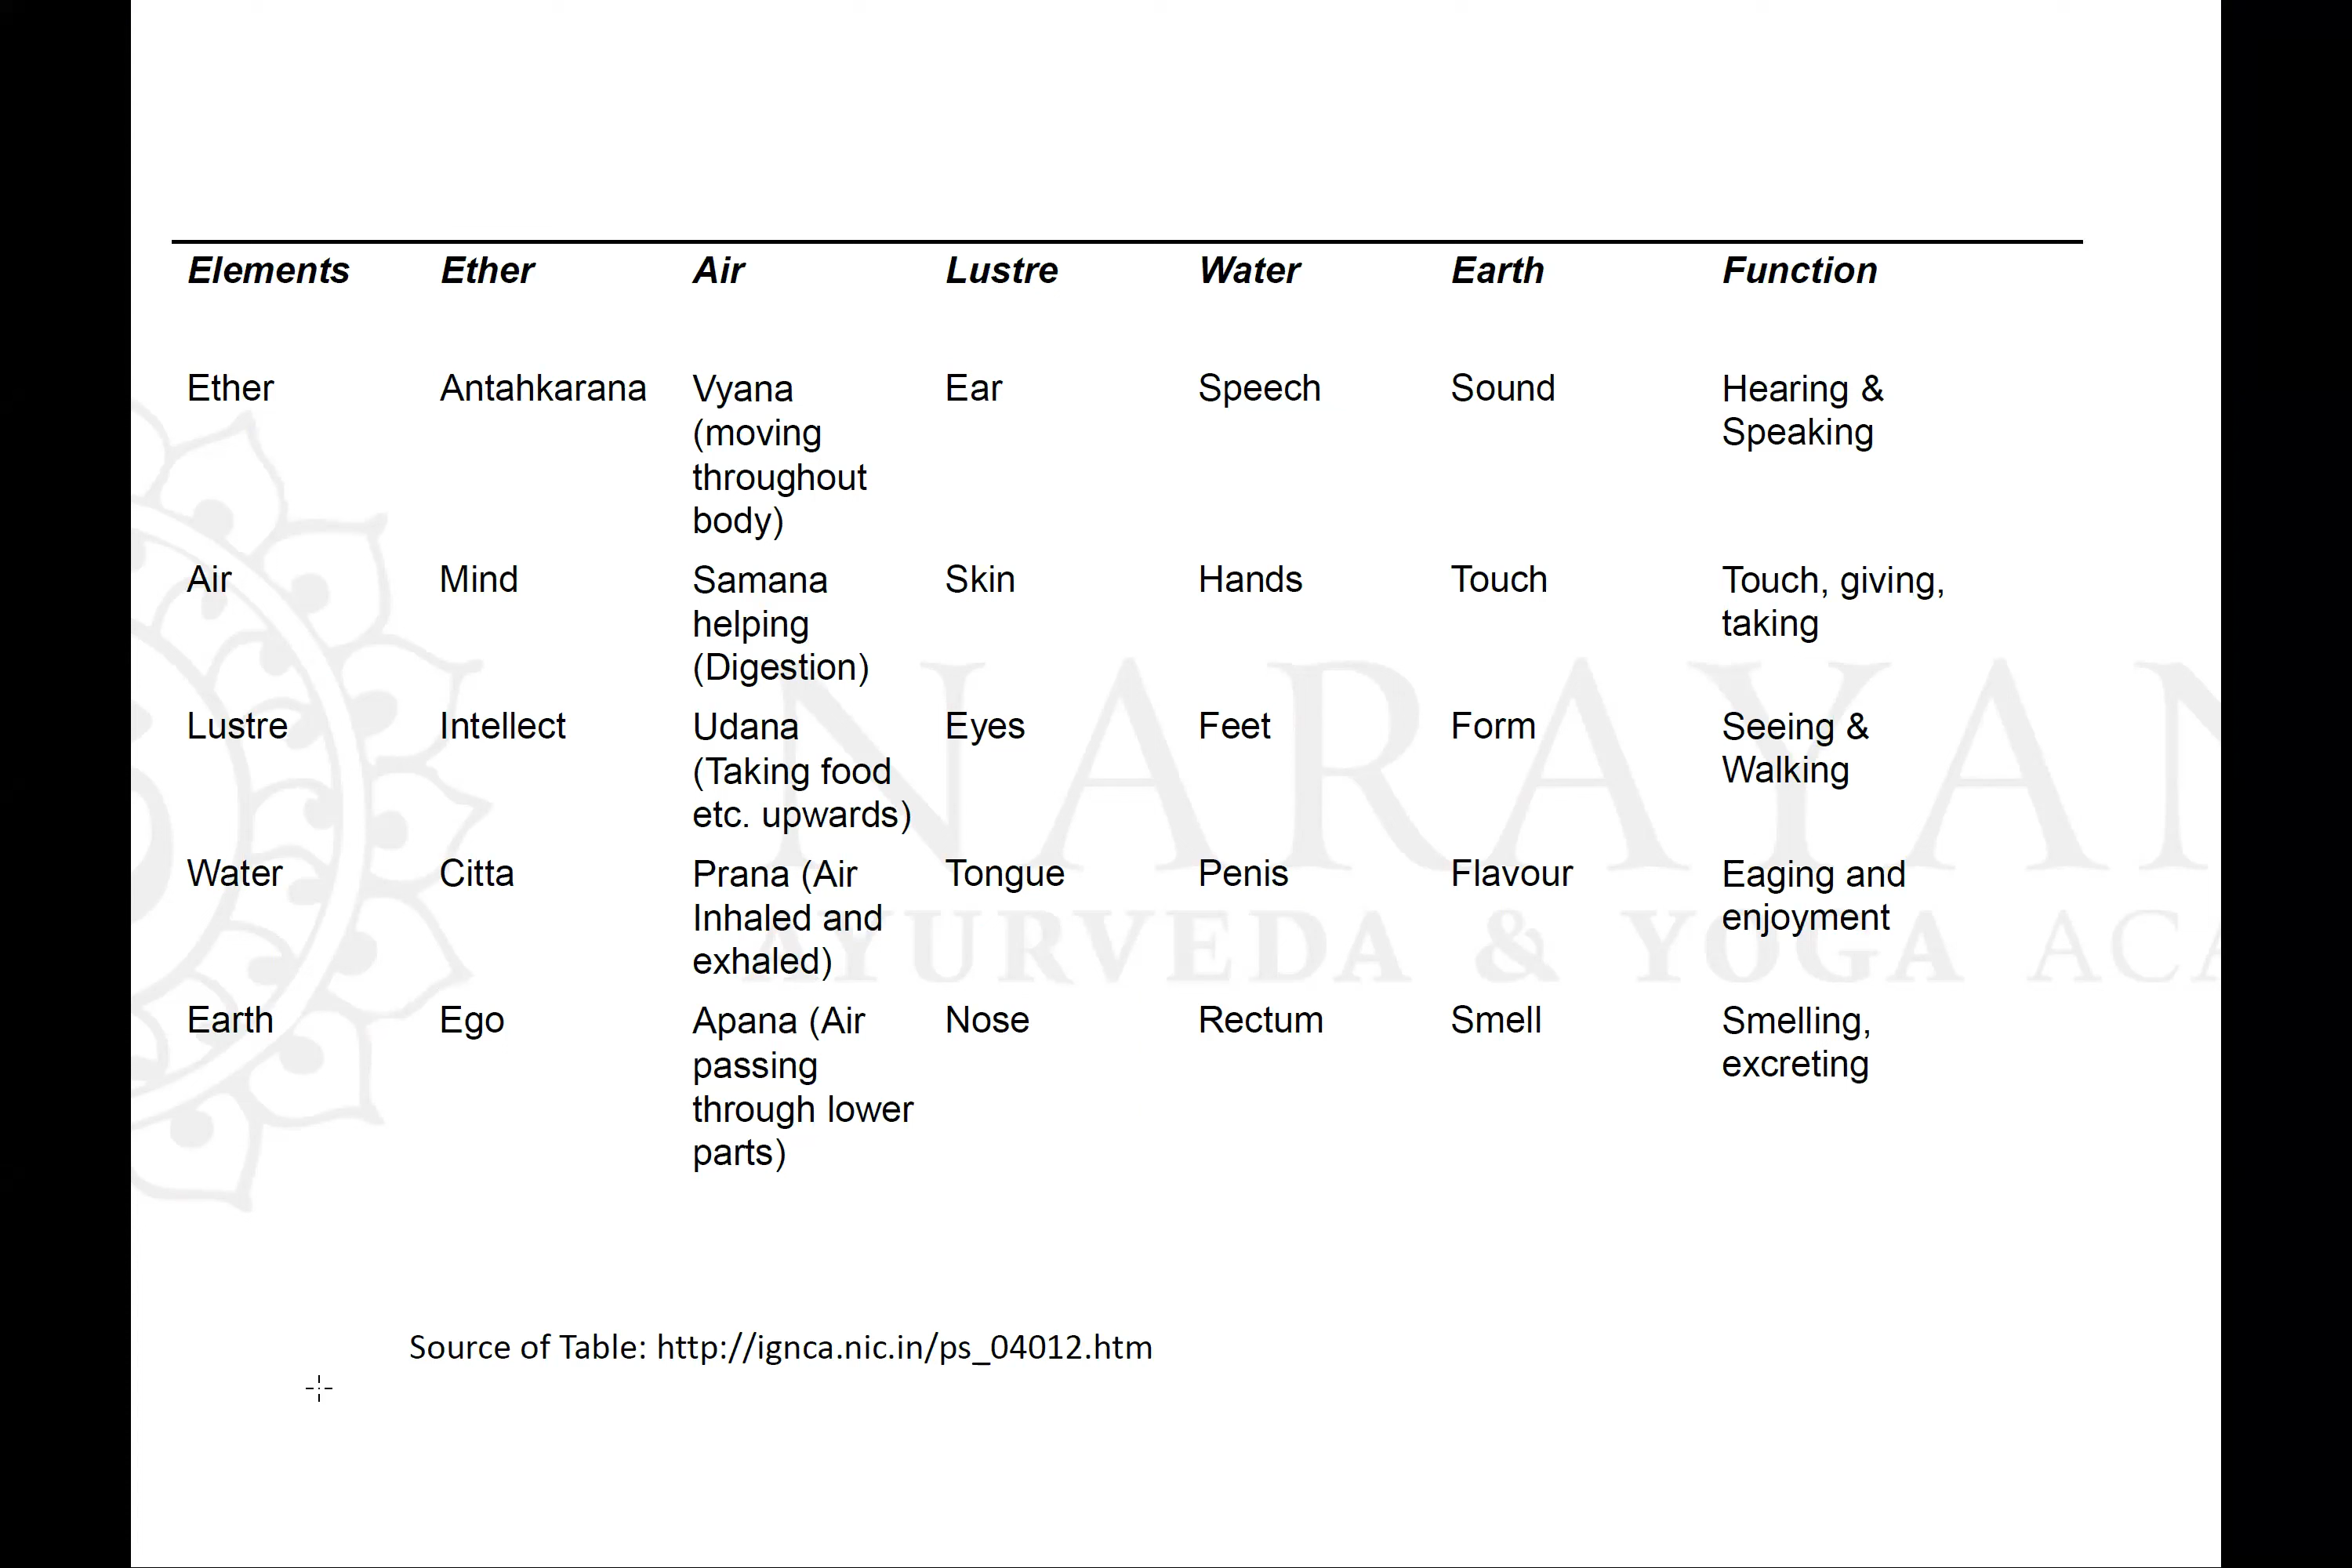 Elements Ether Air Lustre Water Earth Function
Ether Antahkarana Vyana Ear Speech Sound Hearing &
(moving Speaking
throughout
body)
Air Mind Samana Skin Hands Touch Touch, giving,
helping taking
(Digestion)
Lustre Intellect Udana Eyes Feet Form Seeing &
(Taking food Walking
etc. upwards)
Water Citta Prana (Air Tongue Penis Flavour Eaging and
Inhaled and enjoyment
exhaled)
Earth Ego Apana (Air Nose Rectum Smell Smelling,
passing excreting
through lower
parts)
NARAYAN
AYURVEDA & YOGA ACA
Source of Table: http://ignca.nic.in/ps_04012.htm